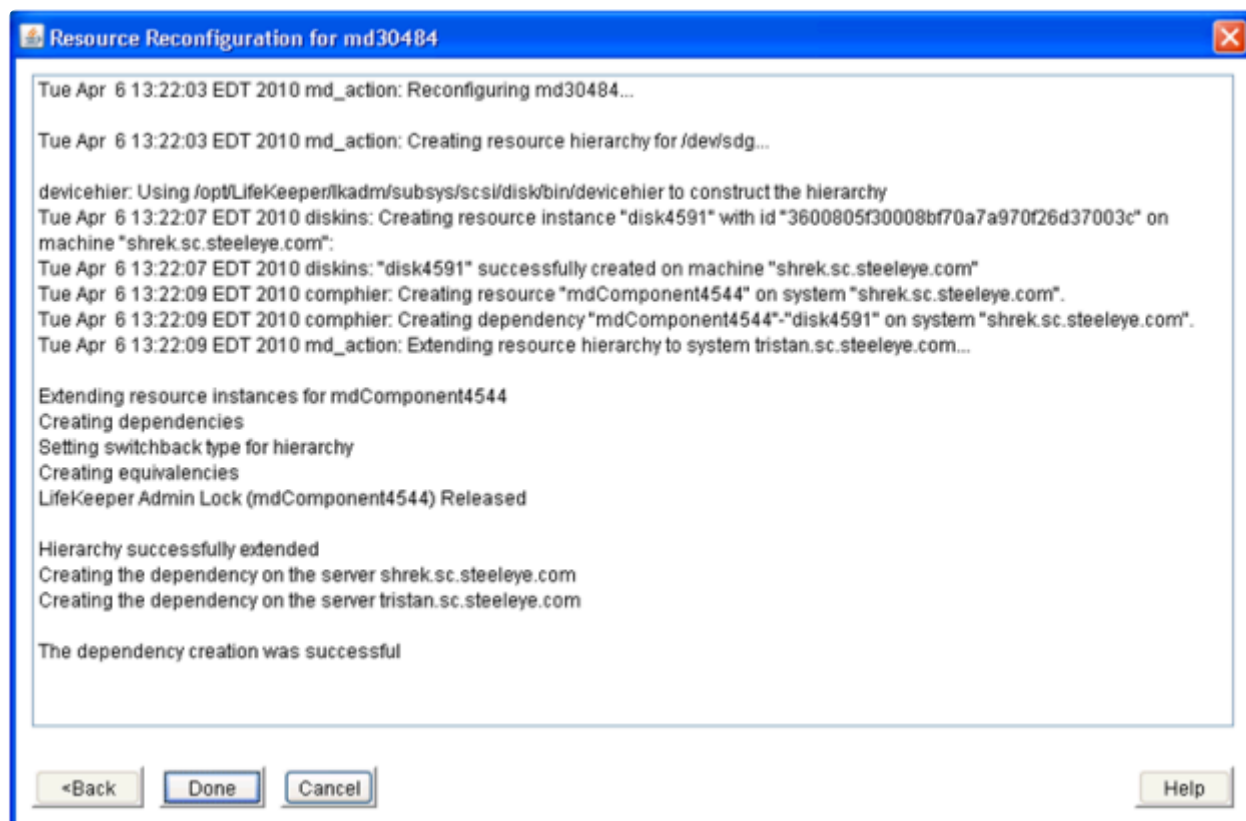 Resource Reconfiguration for md30484
Tue Apr 6 13:22:03 EDT 2010 md_action: Reconfiguring md30484...
Tue Apr 6 13:22:03 EDT 2010 md_action: Creating resource hierarchy for /dev/sdg...
devicehier: Using /opt/LifeKeeper/lkadm/subsys/scsi/disk/bin/devicehier to construct the hierarchy
Tue Apr 6 13:22:07 EDT 2010 diskins: Creating resource instance "disk4591" with id "3600805f30008bf70a7a970f26d37003c" on
machine "shrek.sc.steeleye.com":
Tue Apr 6 13:22:07 EDT 2010 diskins: "disk4591" successfully created on machine "shrek.sc.steeleye.com"
Tue Apr 6 13:22:09 EDT 2010 comphier: Creating resource "mdComponent4544" on system "shrek.sc.steeleye.com".
Tue Apr 6 13:22:09 EDT 2010 comphier: Creating dependency "mdComponent4544"-"disk4591" on system "shrek.sc.steeleye.com".
Tue Apr 6 13:22:09 EDT 2010 md_action: Extending resource hierarchy to system tristan.sc.steeleye.com...
Extending resource instances for mdComponent4544
Creating dependencies
Setting switchback type for hierarchy
Creating equivalencies
LifeKeeper Admin Lock (mdComponent4544) Released
Hierarchy successfully extended
Creating the dependency on the server shrek.sc.steeleye.com
Creating the dependency on the server tristan.sc.steeleye.com
The dependency creation was successful
<Back Done Cancel Help